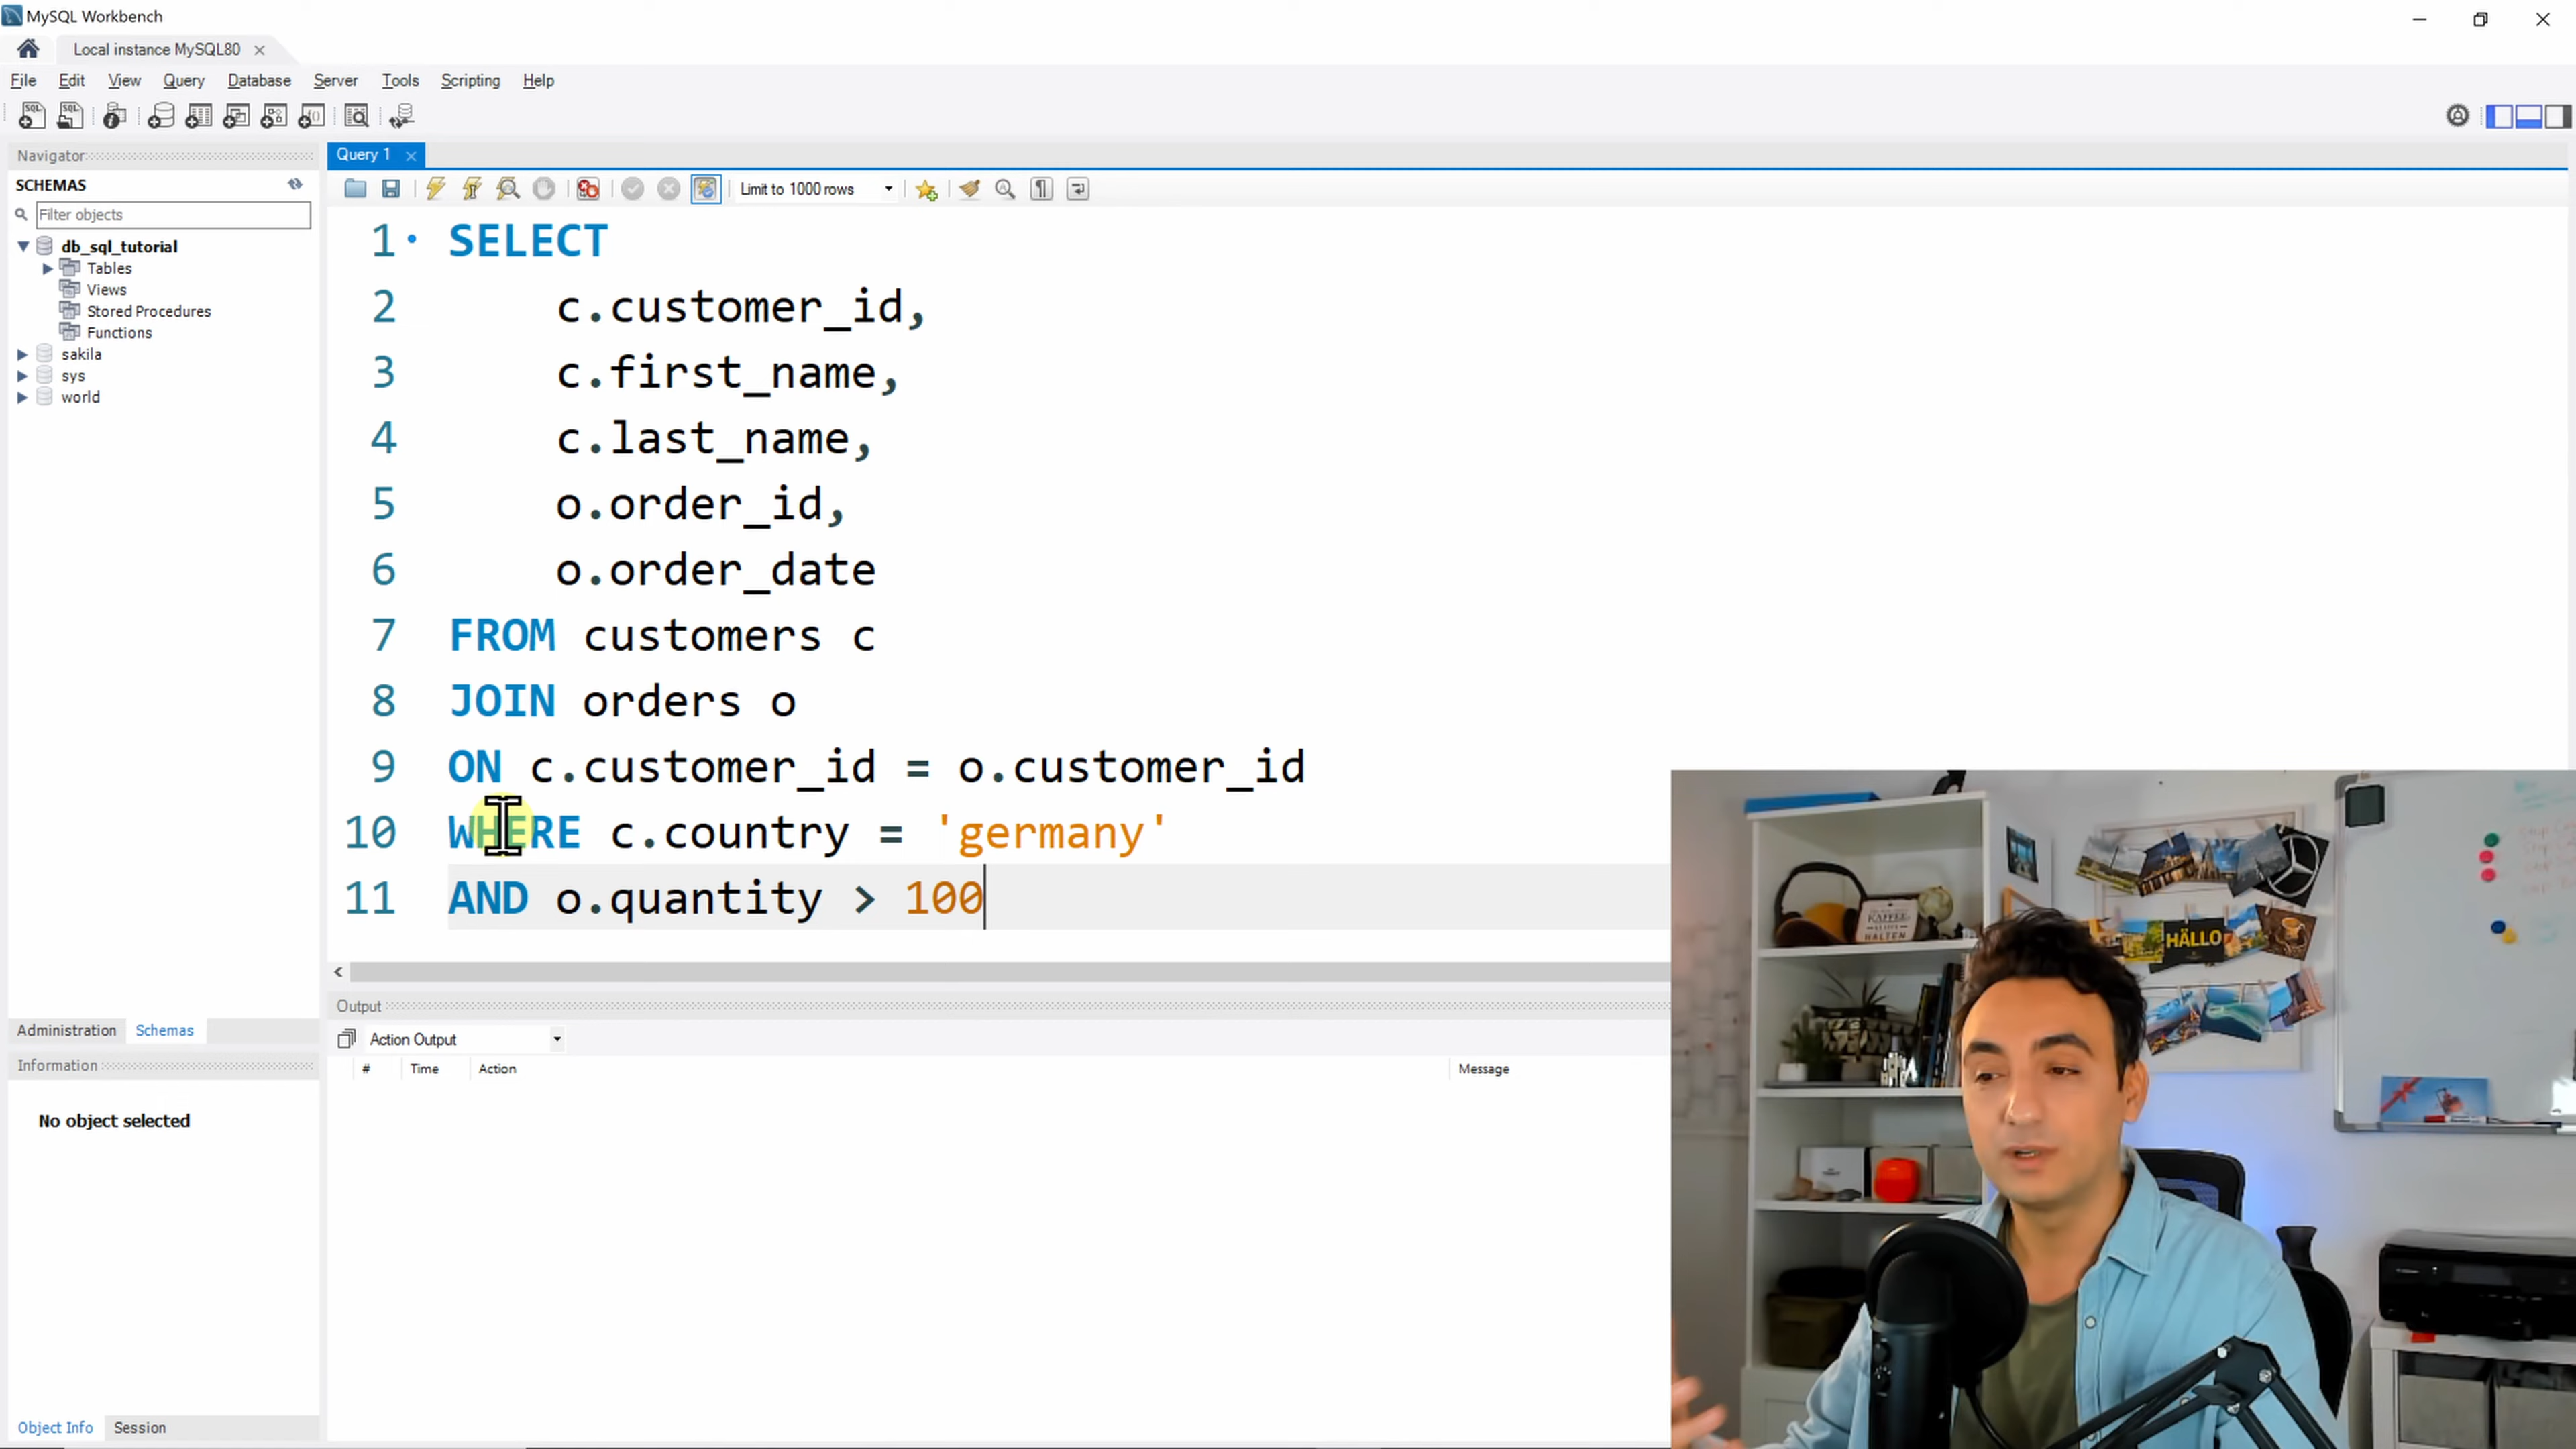 MySQL Workbench
Local instance MySQL80
File Edit View Query Database Server Tools Scripting Help
Navigator
SCHEMAS
Filter objects
db_sql_tutorial
Tables
Views
Stored Procedures
Functions
sakila
sys
world
Administration Schemas
Information
No object selected
Object Info Session
Query 1
Limit to 1000 rows
1 SELECT
2 c.customer_id,
3 c.first_name,
4 c.last_name,
5 o.order_id,
6 o.order_date
7 FROM customers c
8 JOIN orders o
9 ON c.customer_id = o.customer_id
10 WHERE c.country = 'germany'
11 AND o.quantity > 100
Output
Action Output
# Time Action Message
KAFFEE
HALTEN
HÄLLO